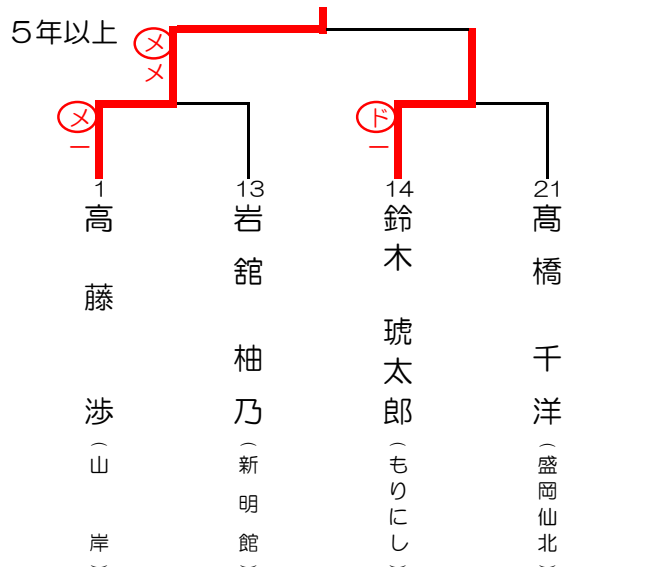 5年以上
メ
メ
メ
一
ド
一
1
13
14
21
高藤 渉
(山岸)
岩舘 柚乃
(新明館)
鈴木 琥太郎
(もりにし)
髙橋 千洋
(盛岡仙北)